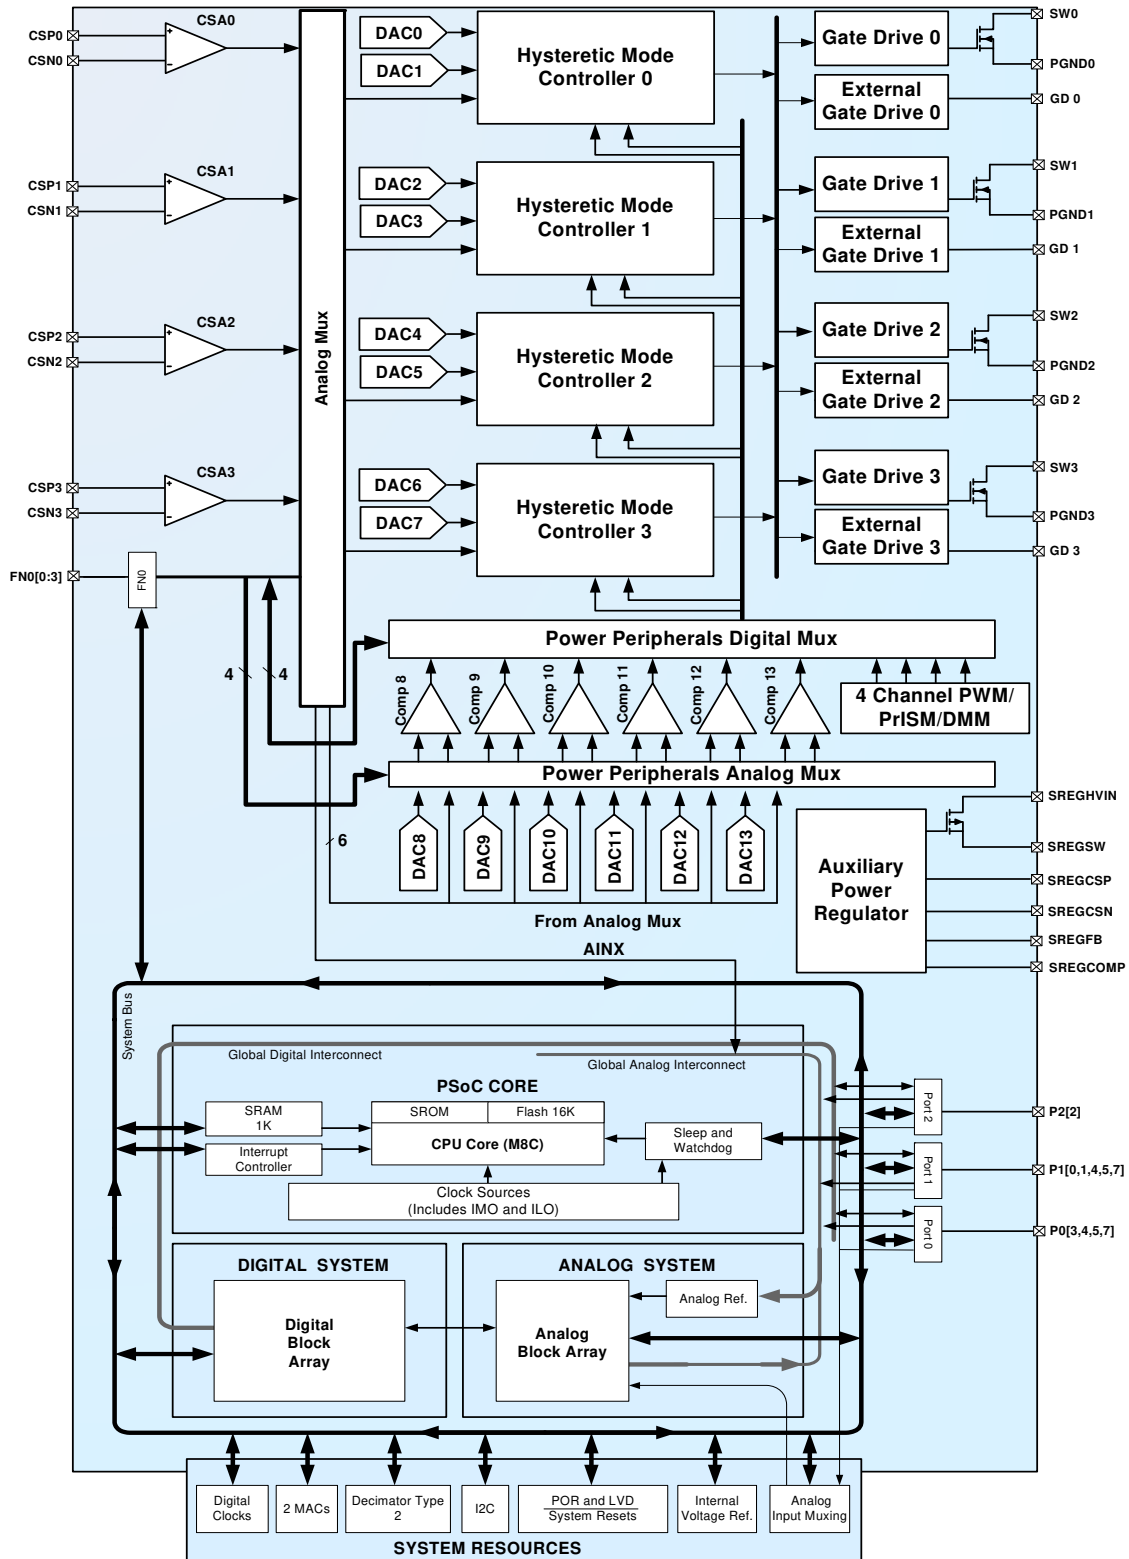 CSP0
CSN0
CSA0
CSP1
CSN1
CSA1
CSP2
CSN2
CSA2
CSP3
CSN3
CSA3
FN0[0:3]
FN0
Analog Mux
DAC0
DAC1
Hysteretic Mode
Controller 0
DAC2
DAC3
Hysteretic Mode
Controller 1
DAC4
DAC5
Hysteretic Mode
Controller 2
DAC6
DAC7
Hysteretic Mode
Controller 3
Gate Drive 0
External
Gate Drive 0
Gate Drive 1
External
Gate Drive 1
Gate Drive 2
External
Gate Drive 2
Gate Drive 3
External
Gate Drive 3
SW0
PGND0
GD 0
SW1
PGND1
GD 1
SW2
PGND2
GD 2
SW3
PGND3
GD 3
4
4
Power Peripherals Digital Mux
Comp 8
Comp 9
Comp 10
Comp 11
Comp 12
Comp 13
4 Channel PWM/
PrISM/DMM
Power Peripherals Analog Mux
DAC8
DAC9
DAC10
DAC11
DAC12
DAC13
6
From Analog Mux
AINX
Auxiliary
Power
Regulator
SREGHVIN
SREGSW
SREGCSP
SREGCSN
SREGFB
SREGCOMP
System Bus
Global Digital Interconnect
Global Analog Interconnect
PSoC CORE
SRAM
1K
Interrupt
Controller
SROM
Flash 16K
CPU Core (M8C)
Sleep and
Watchdog
Clock Sources
(Includes IMO and ILO)
Port 2
Port 1
Port 0
P2[2]
P1[0,1,4,5,7]
P0[3,4,5,7]
DIGITAL SYSTEM
Digital
Block
Array
ANALOG SYSTEM
Analog
Block Array
Analog Ref.
Digital
Clocks
2 MACs
Decimator Type
2
I2C
POR and LVD
System Resets
Internal
Voltage Ref.
Analog
Input Muxing
SYSTEM RESOURCES